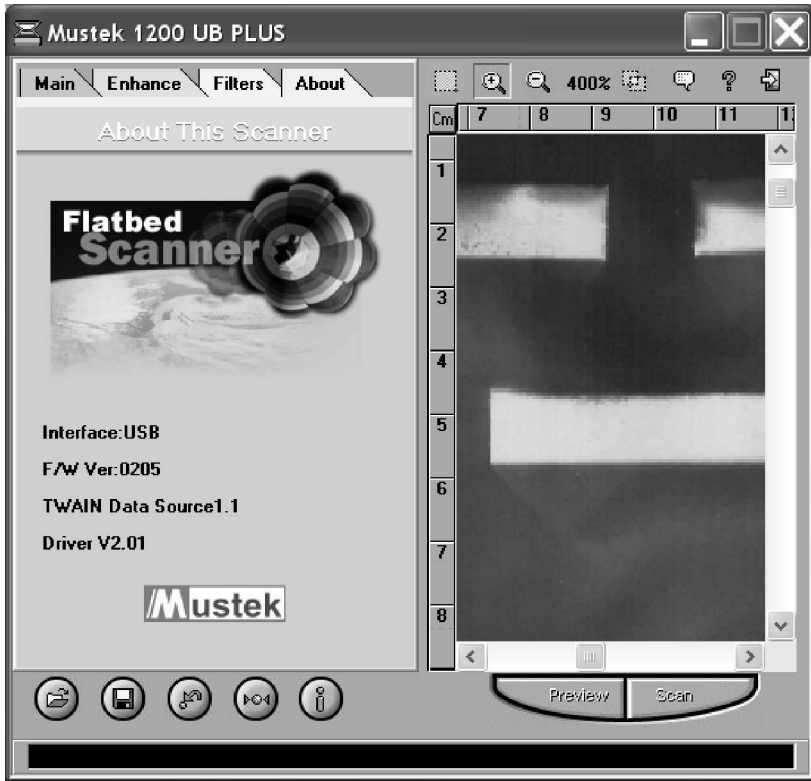 Mustek 1200 UB PLUS
Main Enhance Filters About
400%
About This Scanner
Cm 7 8 9 10 11
1
2
3
4
5
6
7
8
Flatbed
Scanner
Interface:USB
F/W Ver:0205
TWAIN Data Source1.1
Driver V2.01
Mustek
Preview Scan